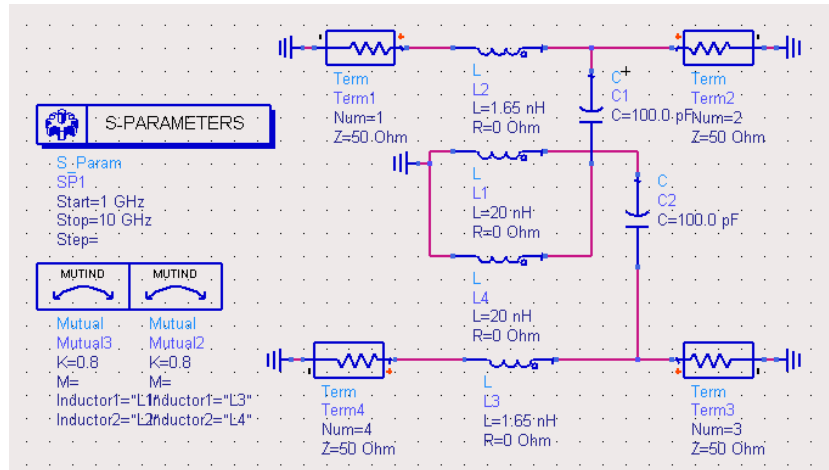 S-PARAMETERS
S_Param
SP1
Start=1 GHz
Stop=10 GHz
Step=
MUTIND
Mutual
Mutual3
K=0.8
M=
Inductor1="L1"
Inductor2="L2"
MUTIND
Mutual
Mutual2
K=0.8
M=
Inductor1="L3"
Inductor2="L4"
Term
Term1
Num=1
Z=50 Ohm
L
L2
L=1.65 nH
R=0 Ohm
C
C1
C=100.0 pF
Term
Term2
Num=2
Z=50 Ohm
L
L1
L=20 nH
R=0 Ohm
C
C2
C=100.0 pF
L
L4
L=20 nH
R=0 Ohm
Term
Term4
Num=4
Z=50 Ohm
L
L3
L=1.65 nH
R=0 Ohm
Term
Term3
Num=3
Z=50 Ohm